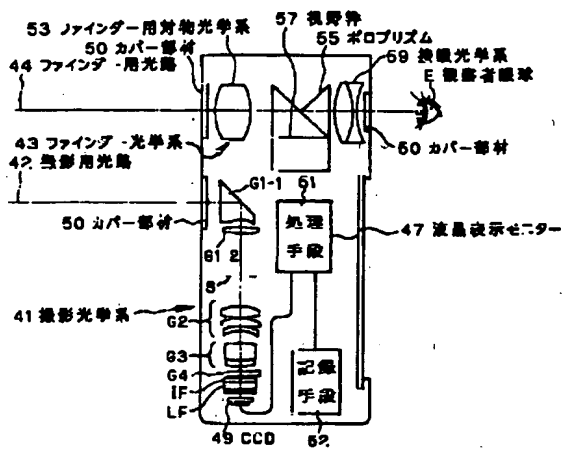 53 ファインダー用対物光学系
57 視野枠
55 ポロプリズム
50 カバー部材
59 接眼光学系
44 ファインダー用光路
E 観察者眼球
43 ファインダー光学系
42 撮影用光路
50 カバー部材
G1-1
51
50 カバー部材
処理
手段
47 液晶表示モニター
G1-2
S
41 撮影光学系
G2
G3
G4
IF
LF
記録
手段
49 CCD
52